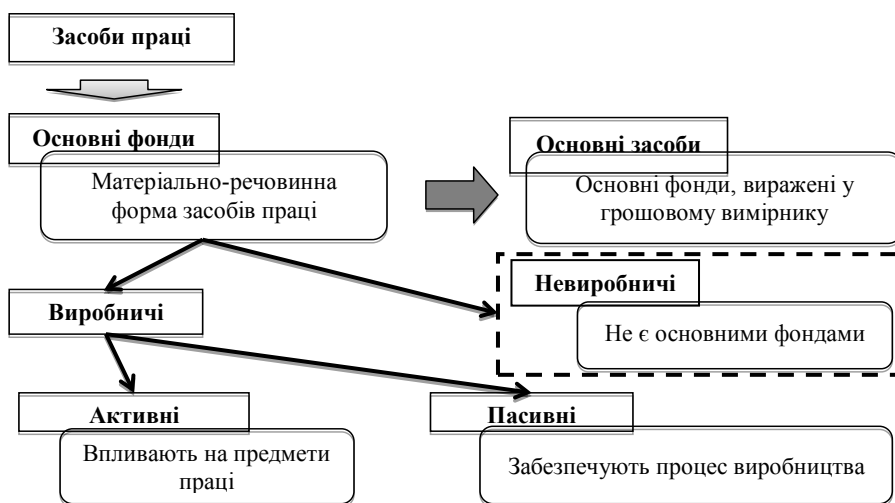 Засоби праці
Основні фонди
Матеріально-речовинна
форма засобів праці
Основні засоби
Основні фонди, виражені у
грошовому вимірнику
Невиробничі
Не є основними фондами
Виробничі
Активні
Впливають на предмети
праці
Пасивні
Забезпечують процес виробництва